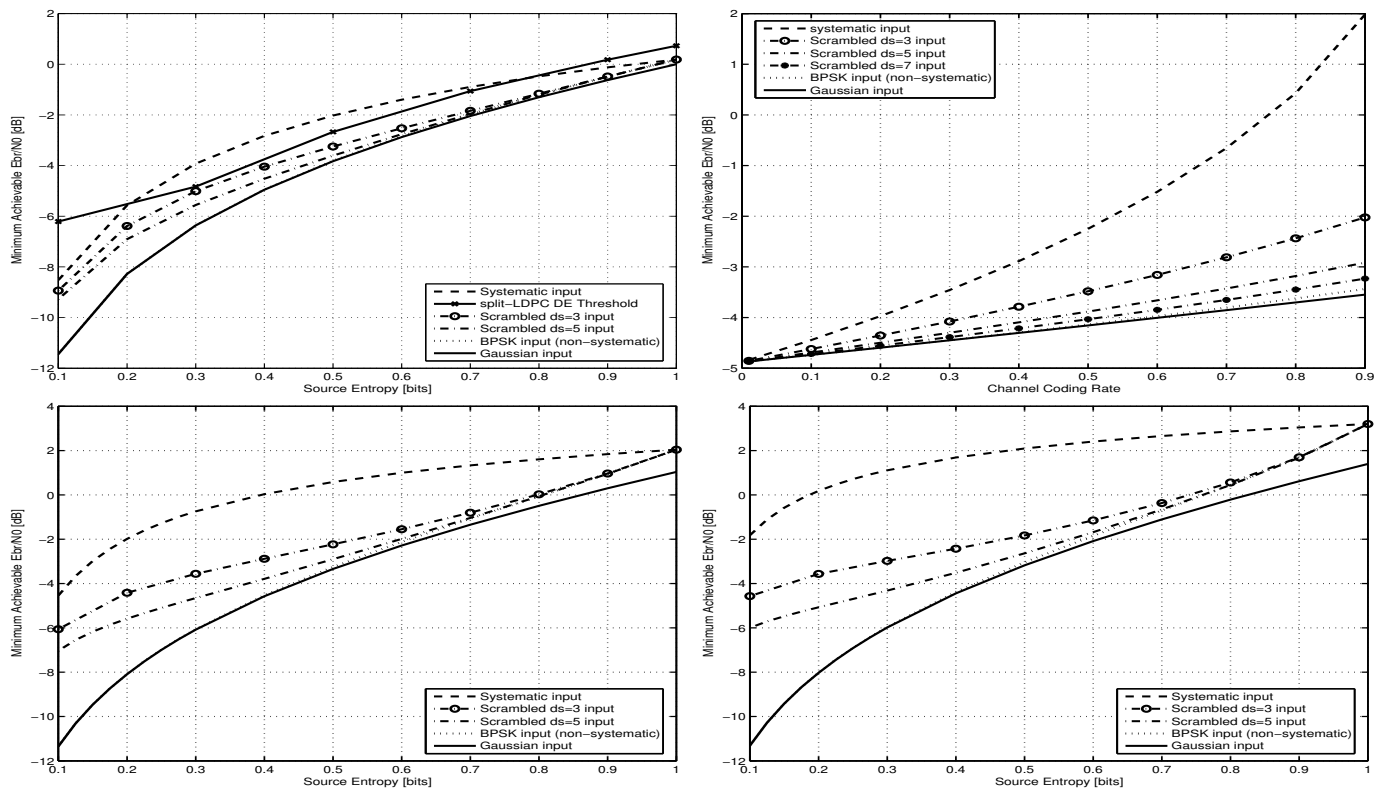 2
0
−2
−4
−6
−8
−10
−12
0.1 0.2 0.3 0.4 0.5 0.6 0.7 0.8 0.9 1
Source Entropy [bits]
Minimum Achievable Ebr/N0 [dB]
Systematic input
split−LDPC DE Threshold
Scrambled ds=3 input
Scrambled ds=5 input
BPSK input (non−systematic)
Gaussian input
2
1
0
−1
−2
−3
−4
−5
0 0.1 0.2 0.3 0.4 0.5 0.6 0.7 0.8 0.9
Channel Coding Rate
Minimum Achievable Ebr/N0 [dB]
systematic input
Scrambled ds=3 input
Scrambled ds=5 input
Scrambled ds=7 input
BPSK input (non−systematic)
Gaussian input
4
2
0
−2
−4
−6
−8
−10
−12
0.1 0.2 0.3 0.4 0.5 0.6 0.7 0.8 0.9 1
Source Entropy [bits]
Minimum Achievable Ebr/N0 [dB]
Systematic input
Scrambled ds=3 input
Scrambled ds=5 input
BPSK input (non−systematic)
Gaussian input
4
2
0
−2
−4
−6
−8
−10
−12
0.1 0.2 0.3 0.4 0.5 0.6 0.7 0.8 0.9 1
Source Entropy [bits]
Minimum Achievable Ebr/N0 [dB]
Systematic input
Scrambled ds=3 input
Scrambled ds=5 input
BPSK input (non−systematic)
Gaussian input